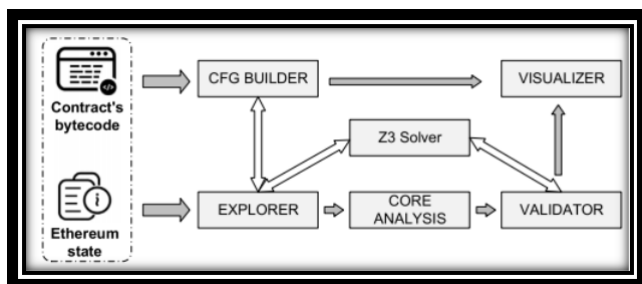 Contract's
bytecode
Ethereum
state
CFG BUILDER
VISUALIZER
Z3 Solver
EXPLORER
CORE
ANALYSIS
VALIDATOR